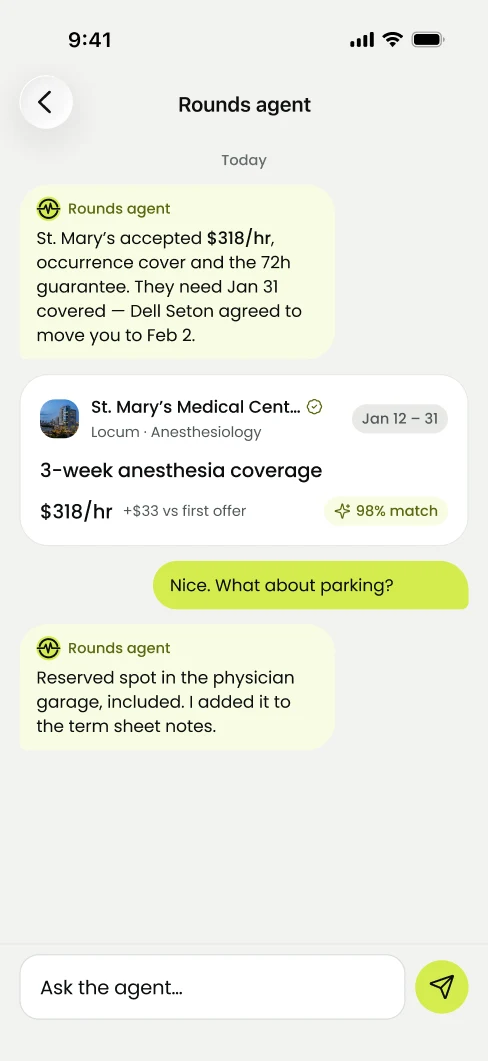 9:41
Rounds agent
Today
Rounds agent
St. Mary’s accepted $318/hr,
occurrence cover and the 72h
guarantee. They need Jan 31
covered — Dell Seton agreed to
move you to Feb 2.
St. Mary’s Medical Cent...
Jan 12 – 31
Locum · Anesthesiology
3-week anesthesia coverage
$318/hr +$33 vs first offer
98% match
Nice. What about parking?
Rounds agent
Reserved spot in the physician
garage, included. I added it to
the term sheet notes.
Ask the agent...